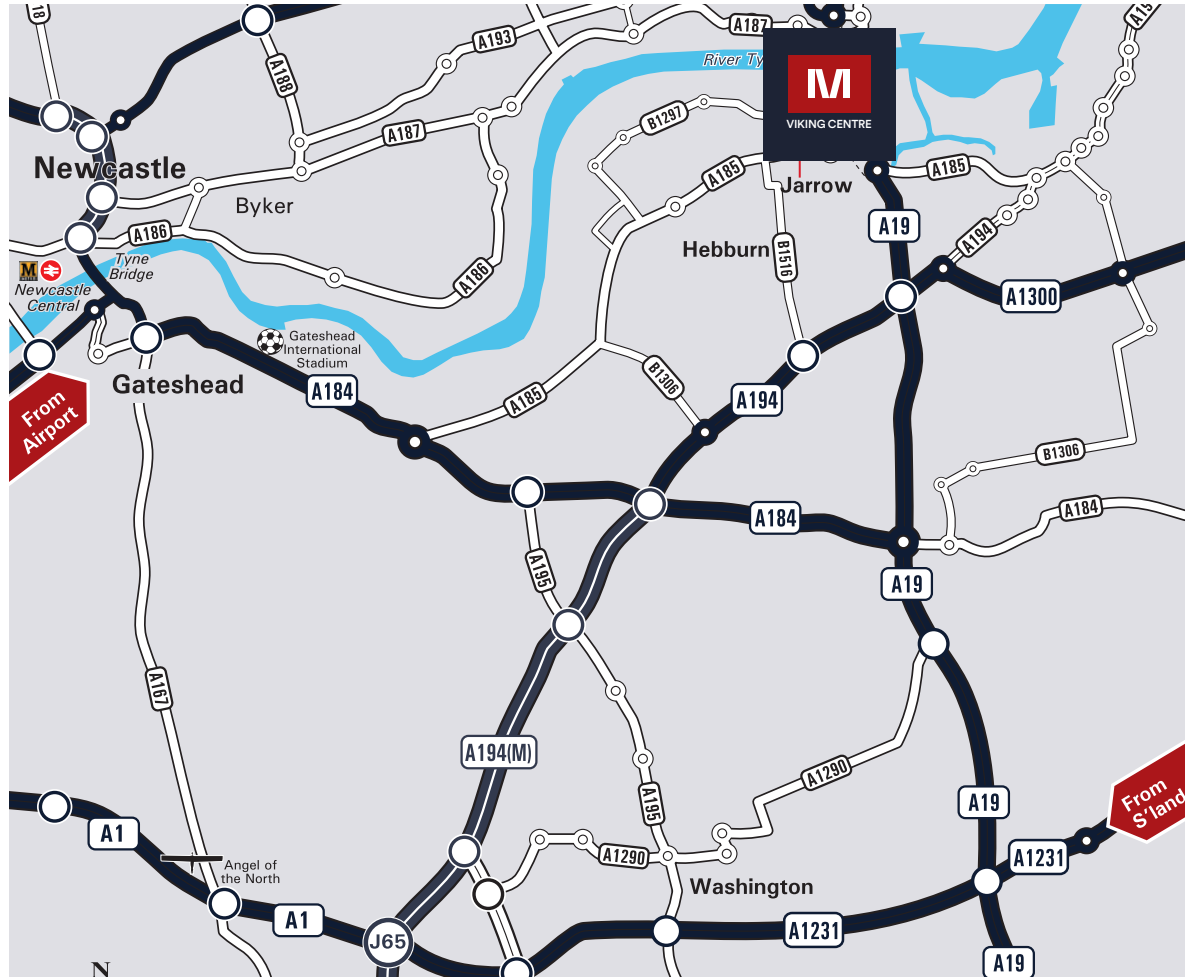 18
A188
A193
A187
A19
River Ty
M
VIKING CENTRE
B1297
A187
Newcastle
A185
Jarrow
A185
Byker
A186
A19
A194
Hebburn
B1516
Tyne
Bridge
M
Newcastle
Central
A186
A1300
Gateshead
International
Stadium
Gateshead
A184
A185
B1306
A194
From
Airport
B1306
A184
A184
A195
A19
A167
A194(M)
A1290
A195
A19
From
S'land
A1
Angel of
the North
A1290
A1231
Washington
A1
J65
A1231
A19
N